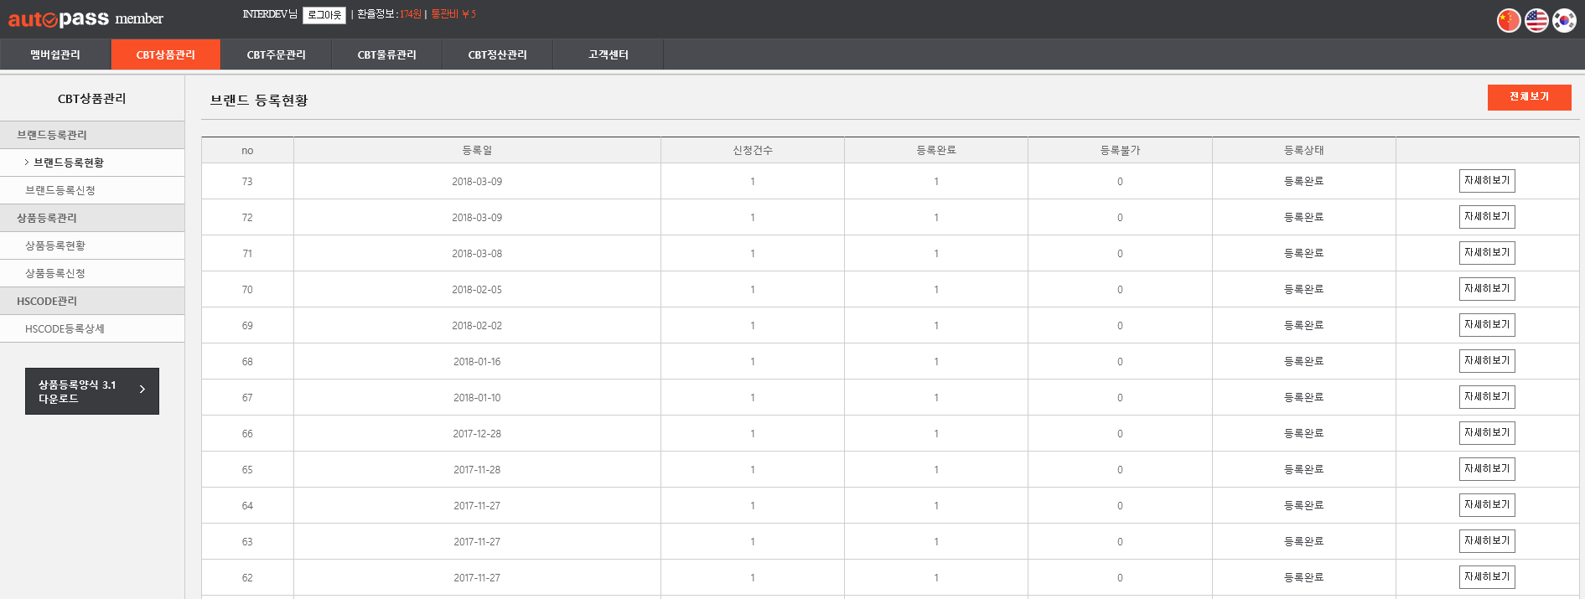 autopass member
INTERDEV님 로그아웃 | 환율정보 : 174원 | 통관비 ¥ 5
멤버쉽관리 CBT상품관리 CBT주문관리 CBT물류관리 CBT정산관리 고객센터
CBT상품관리
브랜드등록관리
브랜드등록현황
브랜드등록신청
상품등록관리
상품등록현황
상품등록신청
HSCODE관리
HSCODE등록상세
상품등록양식 3.1
다운로드
브랜드 등록현황
전체보기
no 등록일 신청건수 등록완료 등록불가 등록상태
73 2018-03-09 1 1 0 등록완료 자세히보기
72 2018-03-09 1 1 0 등록완료 자세히보기
71 2018-03-08 1 1 0 등록완료 자세히보기
70 2018-02-05 1 1 0 등록완료 자세히보기
69 2018-02-02 1 1 0 등록완료 자세히보기
68 2018-01-16 1 1 0 등록완료 자세히보기
67 2018-01-10 1 1 0 등록완료 자세히보기
66 2017-12-28 1 1 0 등록완료 자세히보기
65 2017-11-28 1 1 0 등록완료 자세히보기
64 2017-11-27 1 1 0 등록완료 자세히보기
63 2017-11-27 1 1 0 등록완료 자세히보기
62 2017-11-27 1 1 0 등록완료 자세히보기